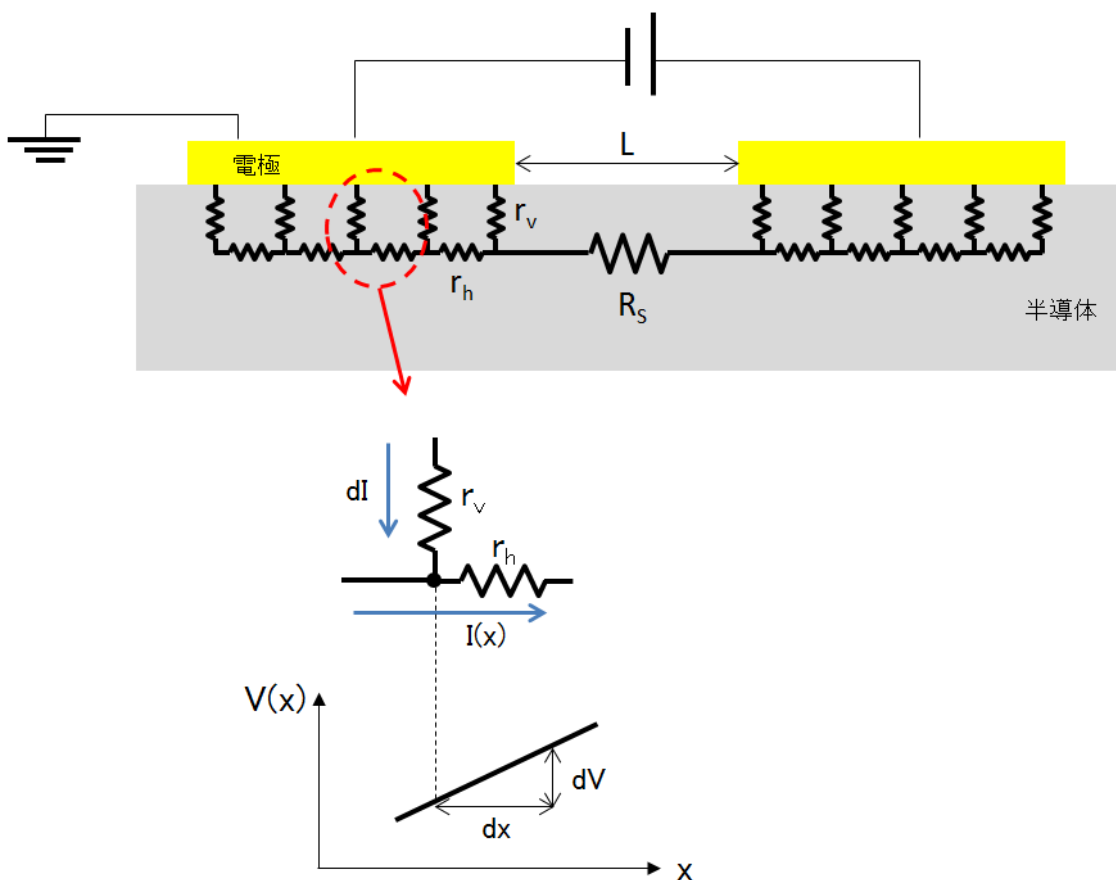 L
電極
r_v
r_h
R_S
半導体
dI
r_v
r_h
I(x)
V(x)
dV
dx
x